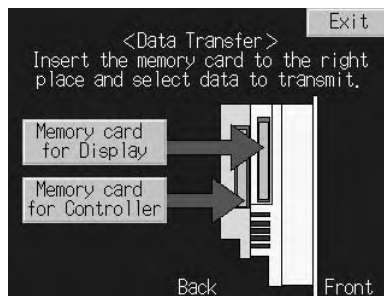 Exit
<Data Transfer>
Insert the memory card to the right
place and select data to transmit.
Memory card
for Display
Memory card
for Controller
Back
Front